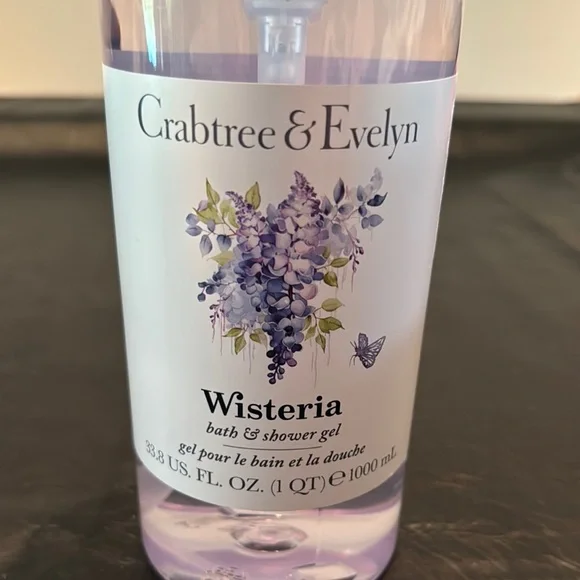 Crabtree & Evelyn
Wisteria
bath & shower gel
gel pour le bain et la douche
33.8 US. FL. OZ. (1 QT) ℮ 1000 mL